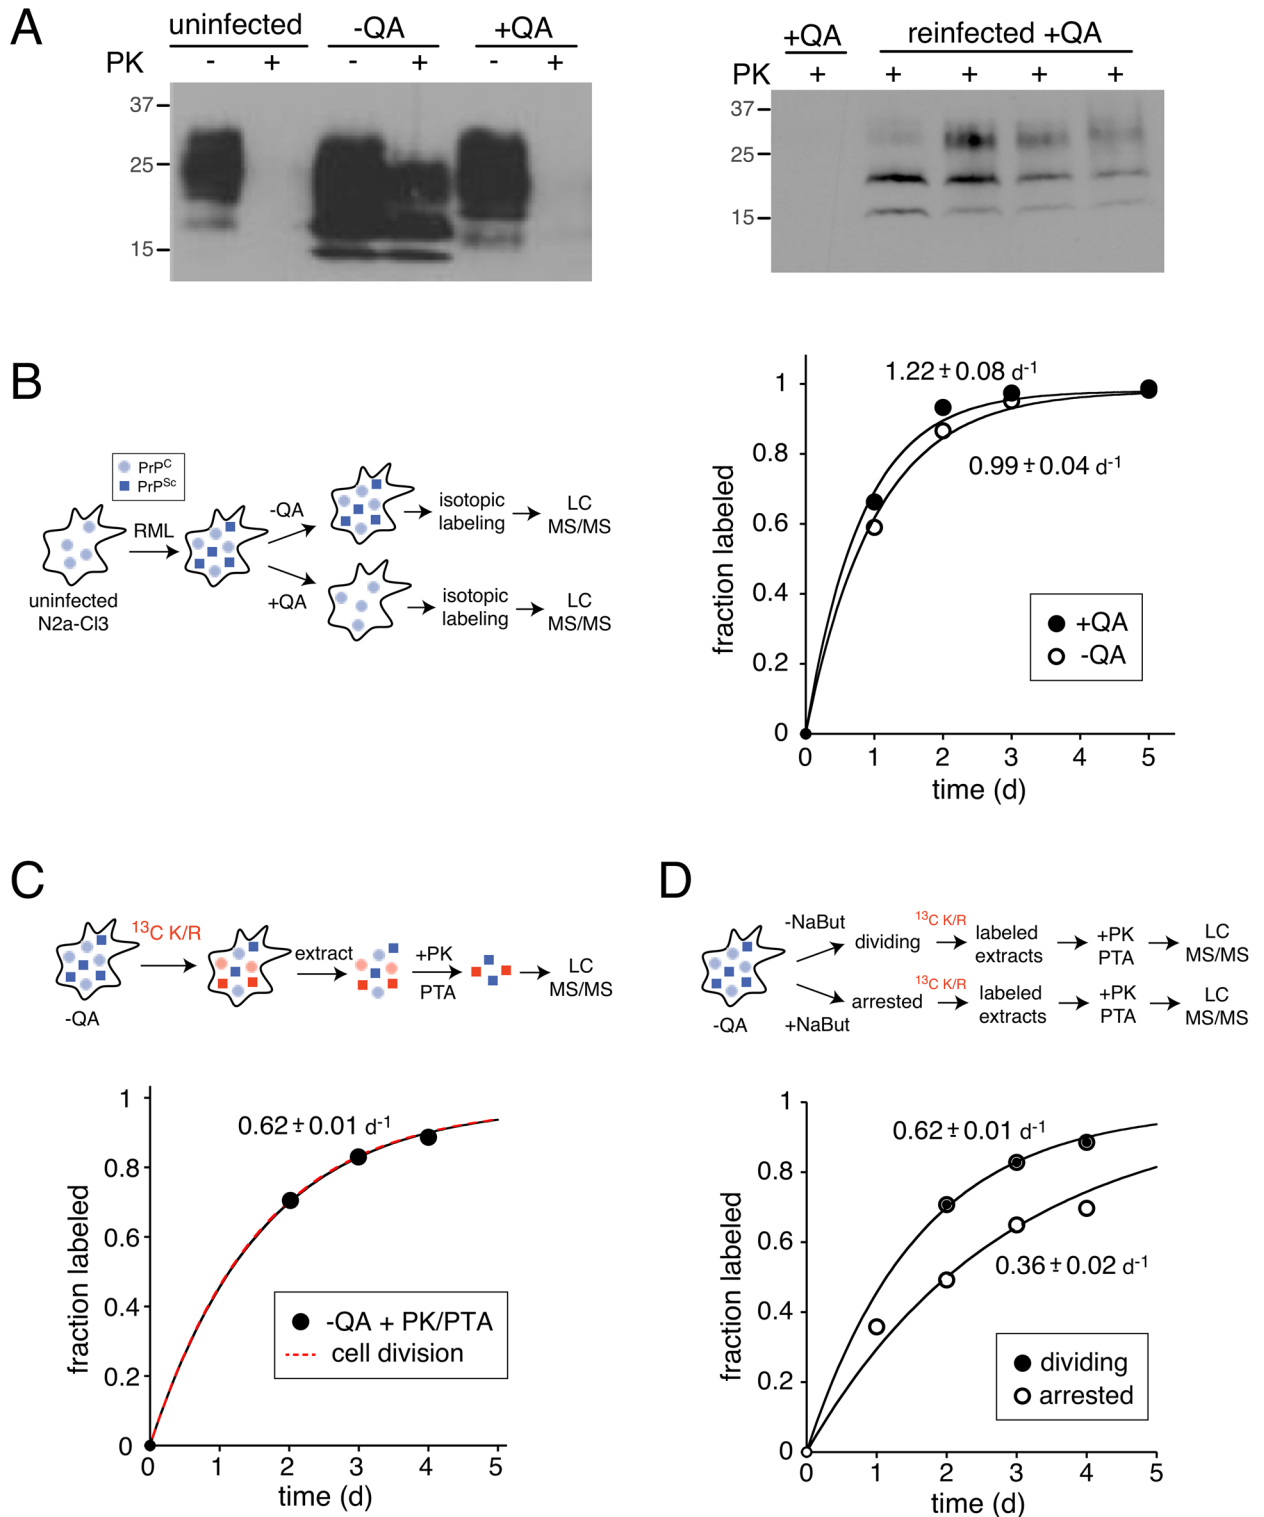 A
uninfected -QA +QA
PK - + - + - +
37
25
15
+QA reinfected +QA
PK + + + + +
37
25
15
B
PrPC
PrPSc
RML
uninfected
N2a-Cl3
-QA
+QA
isotopic
labeling
LC
MS/MS
isotopic
labeling
LC
MS/MS
1.22±0.08 d-1
0.99±0.04 d-1
fraction labeled
1
0.8
0.6
0.4
0.2
0
+QA
-QA
0 1 2 3 4 5
time (d)
C
-QA
13C K/R
extract
+PK
PTA
LC
MS/MS
0.62±0.01 d-1
fraction labeled
1
0.8
0.6
0.4
0.2
0
-QA + PK/PTA
cell division
0 1 2 3 4 5
time (d)
D
-QA
-NaBut
+NaBut
dividing
13C K/R
labeled
extracts
+PK
PTA
LC
MS/MS
arrested
13C K/R
labeled
extracts
+PK
PTA
LC
MS/MS
0.62±0.01 d-1
0.36±0.02 d-1
fraction labeled
1
0.8
0.6
0.4
0.2
0
dividing
arrested
0 1 2 3 4 5
time (d)